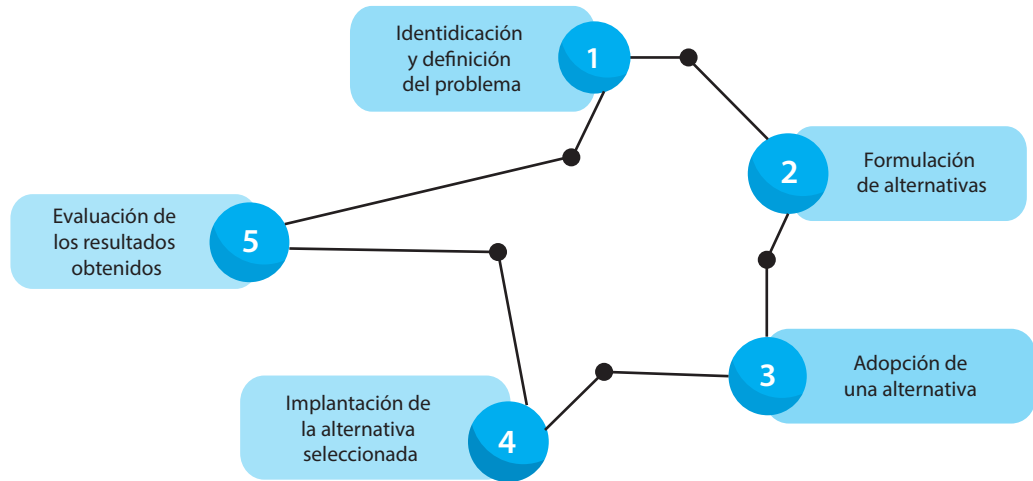 Identidicación
y definición
del problema
1
2
Formulación
de alternativas
Evaluación de
los resultados
obtenidos
5
3
Adopción de
una alternativa
Implantación de
la alternativa
seleccionada
4